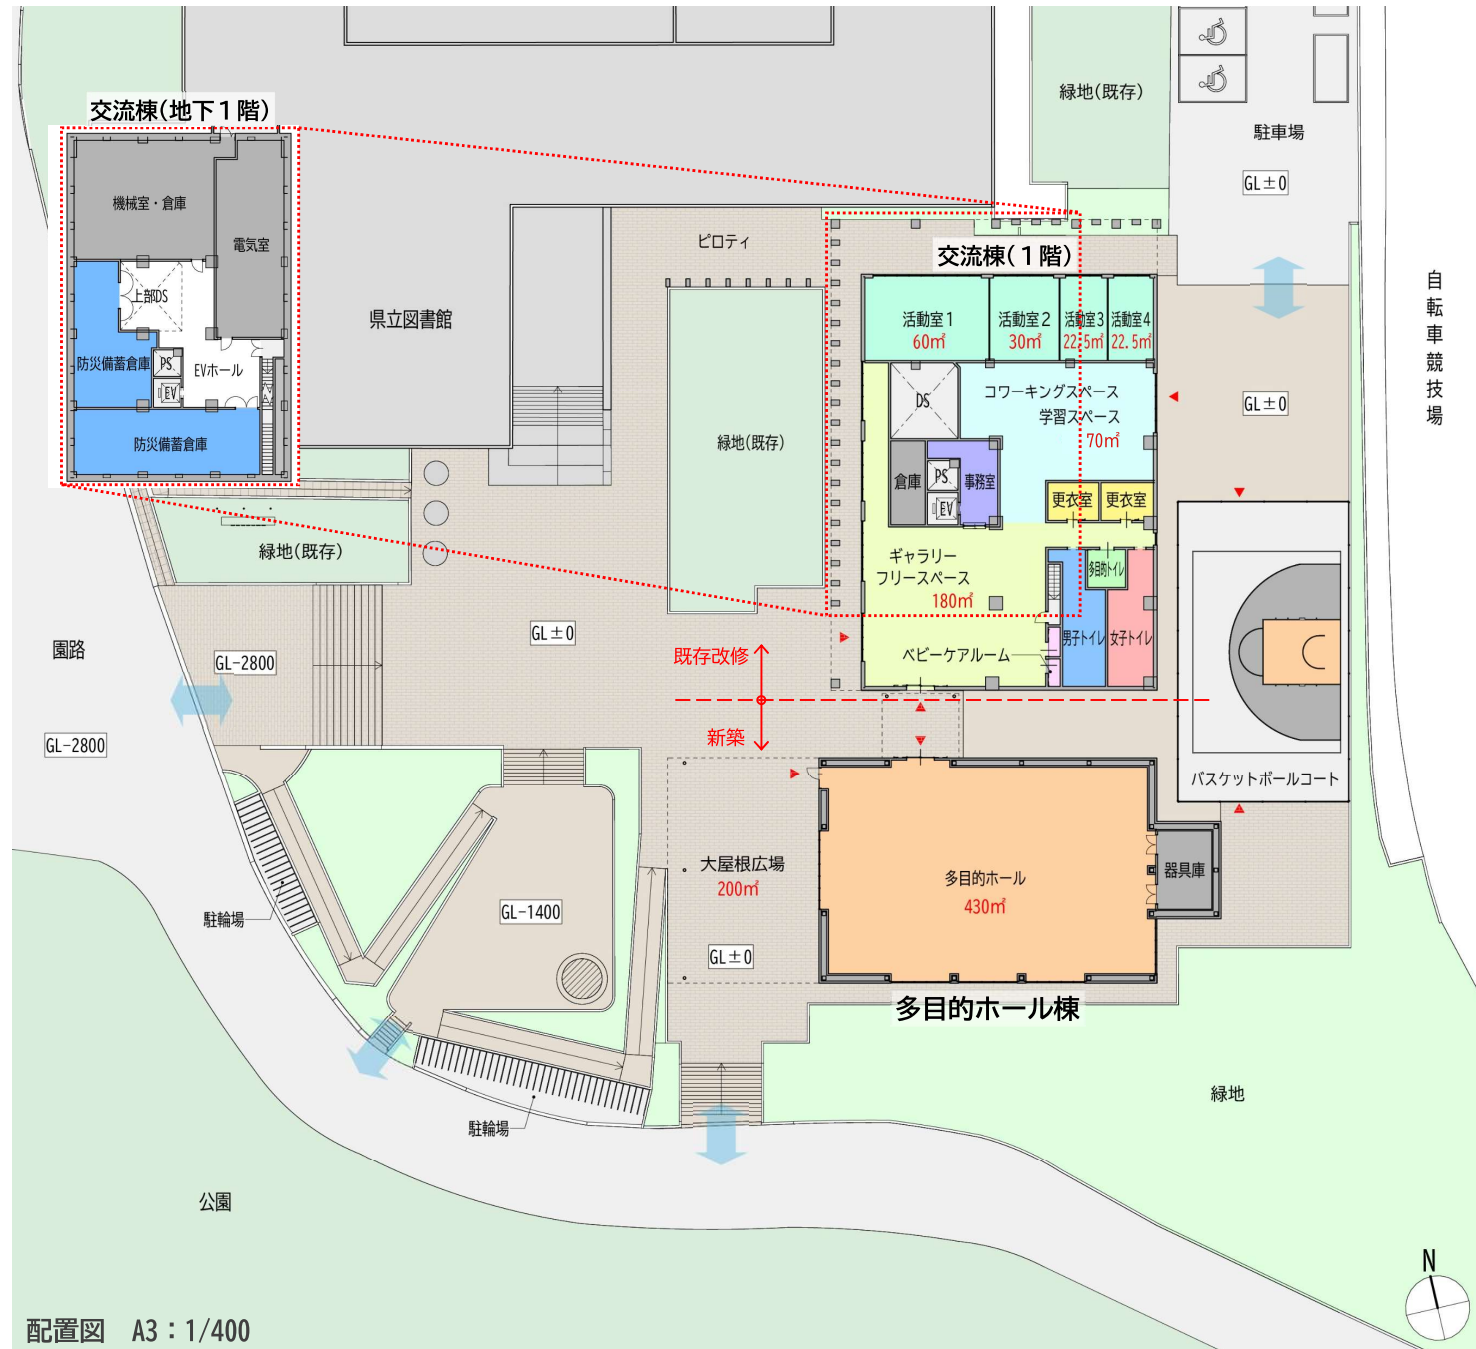 緑地(既存)
駐車場
GL±0
交流棟(地下１階)
機械室・倉庫
電気室
上部DS
防災備蓄倉庫
PS
EV
EVホール
防災備蓄倉庫
県立図書館
ピロティ
交流棟(１階)
活動室1
60㎡
活動室2
30㎡
活動室3
22.5㎡
活動室4
22.5㎡
DS
コワーキングスペース
学習スペース
70㎡
倉庫
PS
EV
事務室
更衣室
更衣室
ギャラリー
フリースペース
180㎡
多目的トイレ
男子トイレ
女子トイレ
ベビーケアルーム
GL±0
自転車競技場
緑地(既存)
緑地(既存)
GL±0
園路
GL-2800
GL-2800
既存改修
新築
バスケットボールコート
大屋根広場
200㎡
GL±0
多目的ホール
430㎡
器具庫
多目的ホール棟
駐輪場
GL-1400
駐輪場
緑地
公園
N
配置図 A3：1/400